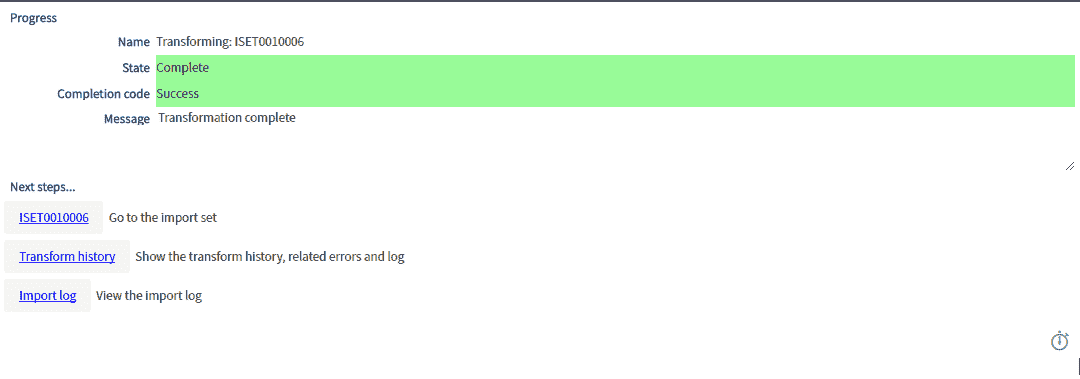 Progress
Name Transforming: ISET0010006
State Complete
Completion code Success
Message Transformation complete
Next steps...
ISET0010006 Go to the import set
Transform history Show the transform history, related errors and log
Import log View the import log